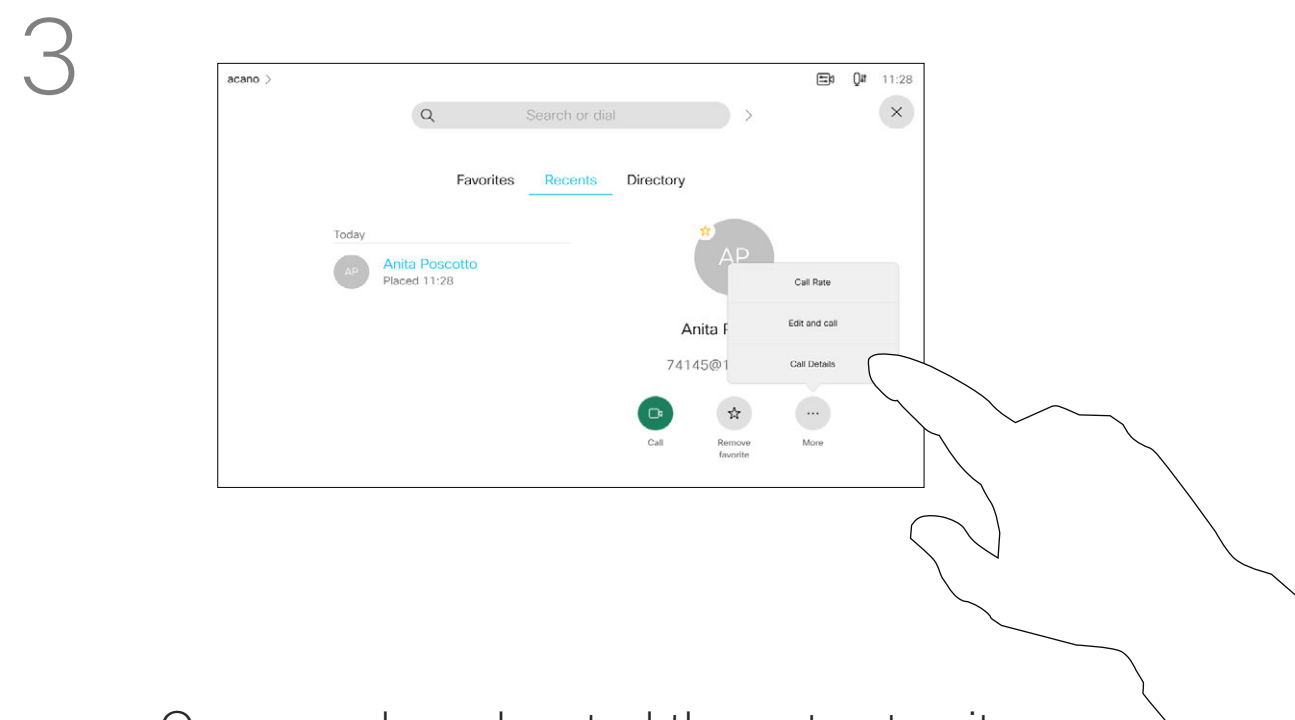 3
acano >
11:28
Search or dial
Favorites Recents Directory
Today
AP
Anita Poscotto
Placed 11:28
AP
Call Rate
Edit and call
Call Details
Anita
74145@1
Call
Remove
favorite
More